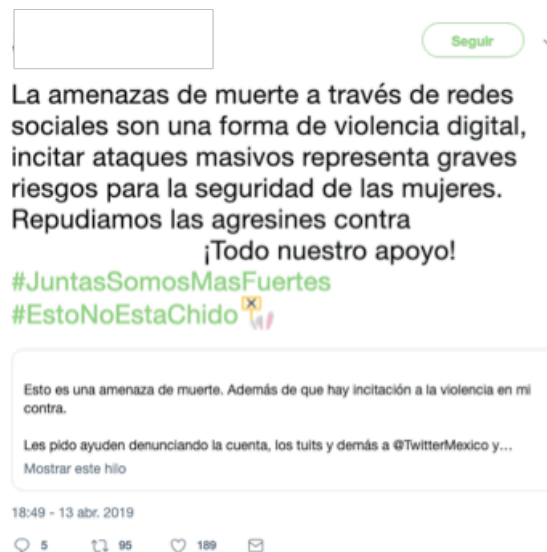 Seguir
La amenazas de muerte a través de redes
sociales son una forma de violencia digital,
incitar ataques masivos representa graves
riesgos para la seguridad de las mujeres.
Repudiamos las agresines contra
¡Todo nuestro apoyo!
#JuntasSomosMasFuertes
#EstoNoEstaChido
Esto es una amenaza de muerte. Además de que hay incitación a la violencia en mi
contra.
Les pido ayuden denunciando la cuenta, los tuits y demás a @TwitterMexico y...
Mostrar este hilo
18:49 - 13 abr. 2019
5 95 189